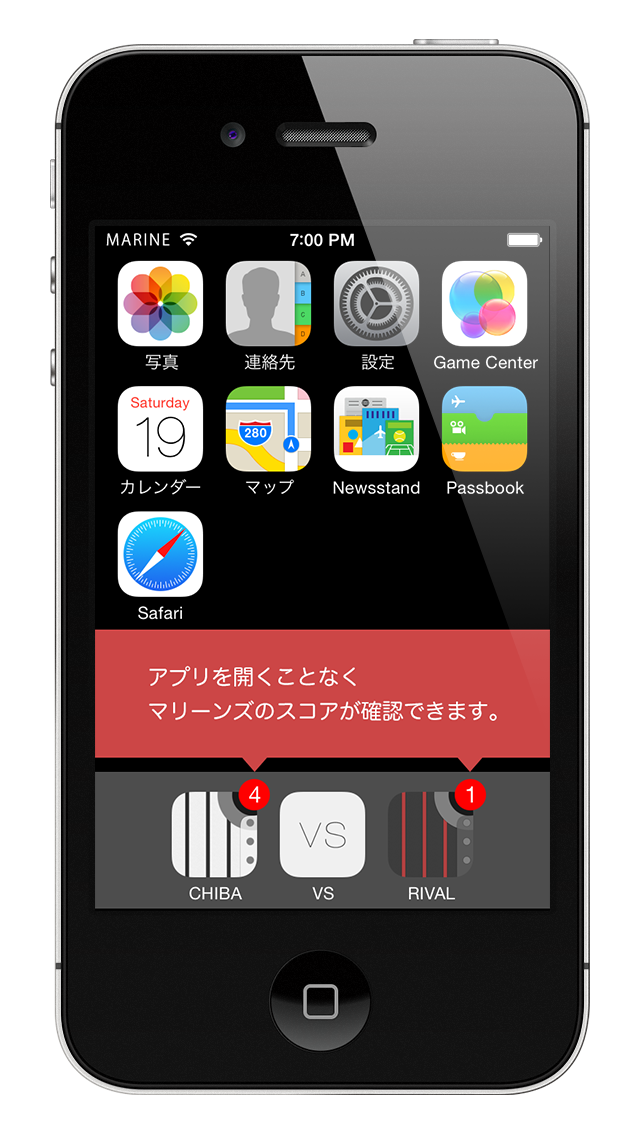 MARINE 7:00 PM
A
B
C
D
写真 連絡先 設定 Game Center
Saturday
19
280
カレンダー マップ Newsstand Passbook
Safari
アプリを開くことなく
マリーンズのスコアが確認できます。
4 1
VS
CHIBA VS RIVAL